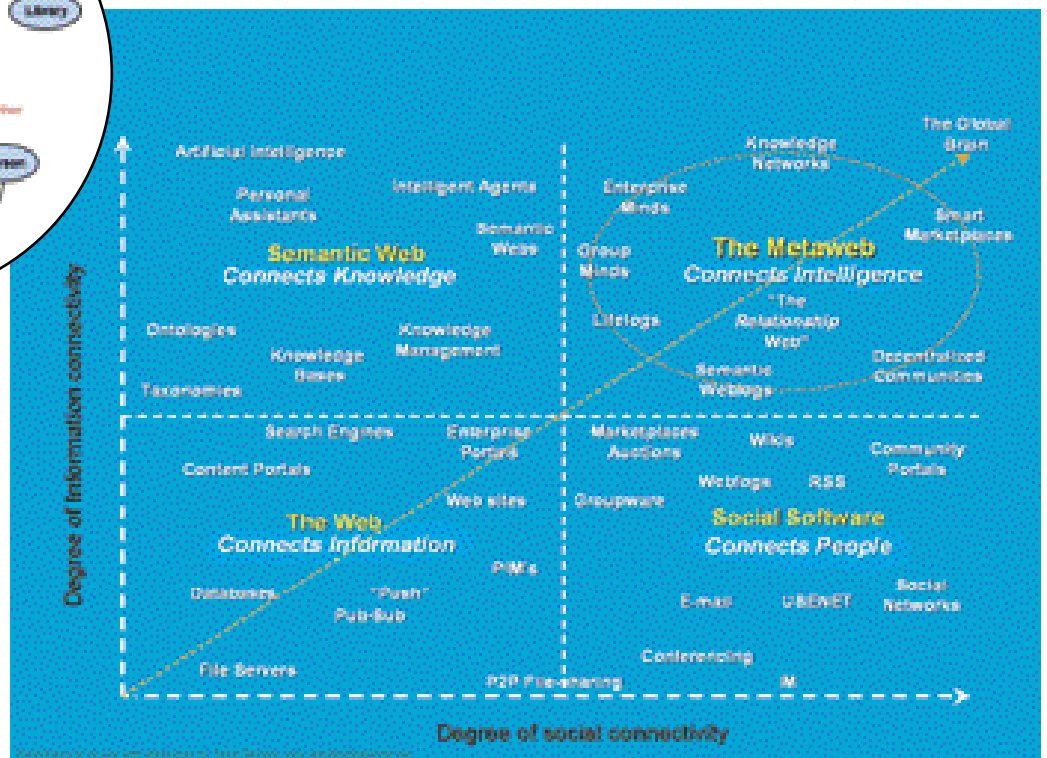 Library
The Global
Brain
Knowledge
Networks
Artificial Intelligence
Intelligent Agents
Enterprise
Minds
Personal
Assistants
Smart
Marketplaces
Semantic
Webs
Group
Minds
Semantic Web
Connects Knowledge
The Metaweb
Connects Intelligence
"The
Relationship
Web"
Lifelogs
Ontologies
Knowledge
Management
Knowledge
Bases
Decentralized
Communities
Semantic
Weblogs
Taxonomies
Search Engines
Enterprise
Portals
Marketplaces
Auctions
Wikis
Community
Portals
Content Portals
Weblogs
RSS
Web sites
Groupware
The Web
Connects Information
Social Software
Connects People
PIM's
Databases
"Push"
Pub-Sub
E-mail
USENET
Social
Networks
File Servers
Conferencing
P2P File-sharing
IM
Degree of Information connectivity
Degree of social connectivity